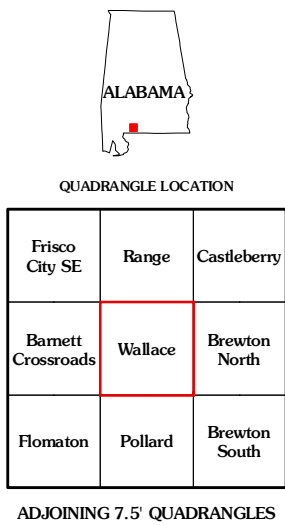 ALABAMA
QUADRANGLE LOCATION
Frisco
City SE
Range
Castleberry
Barnett
Crossroads
Wallace
Brewton
North
Flomaton
Pollard
Brewton
South
ADJOINING 7.5' QUADRANGLES